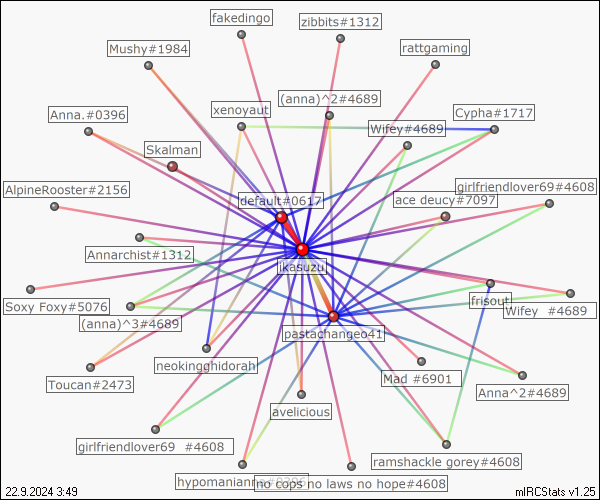 fakedingo
zibbits#1312
Mushy#1984
rattgaming
(anna)^2#4689
Anna.#0396
xenoyaut
Cypha#1717
Wifey#4689
Skalman
AlpineRooster#2156
default#0617
ace deucy#7097
girlfriendlover69#4608
Annarchist#1312
ikasuzu
Soxy Foxy#5076
(anna)^3#4689
frisout
Wifey #4689
pastachangeo41
Toucan#2473
neokingghidorah
Mad #6901
Anna^2#4689
avelicious
girlfriendlover69 #4608
ramshackle gorey#4608
hypomanianna
no cops no laws no hope#4608
22.9.2024 3:49
mIRCStats v1.25